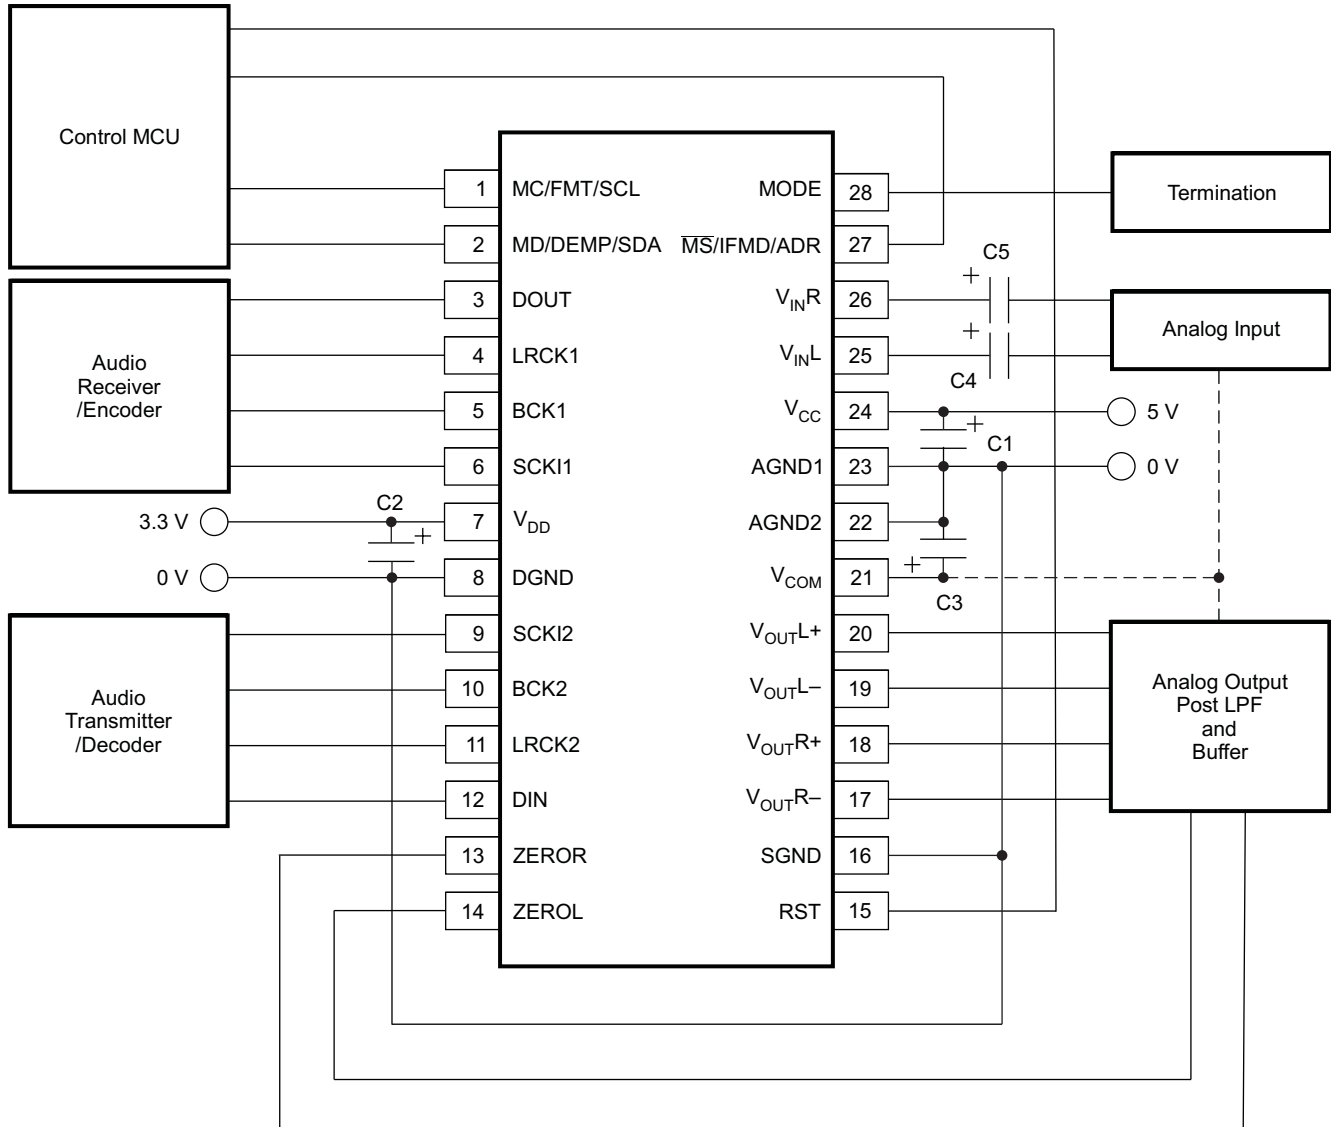 Control MCU
1 MC/FMT/SCL
2 MD/DEMP/SDA
Audio
Receiver
/Encoder
3 DOUT
4 LRCK1
5 BCK1
6 SCKI1
C2
+
3.3 V
7 VDD
0 V
8 DGND
Audio
Transmitter
/Decoder
9 SCKI2
10 BCK2
11 LRCK2
12 DIN
13 ZEROR
14 ZEROL
MODE 28
Termination
MS/IFMD/ADR 27
C5
+
VINR 26
Analog Input
+
VINL 25
C4
VCC 24
5 V
+
C1
AGND1 23
0 V
AGND2 22
+
VCOM 21
C3
VOUTL+ 20
VOUTL– 19
VOUTR+ 18
VOUTR– 17
Analog Output
Post LPF
and
Buffer
SGND 16
RST 15